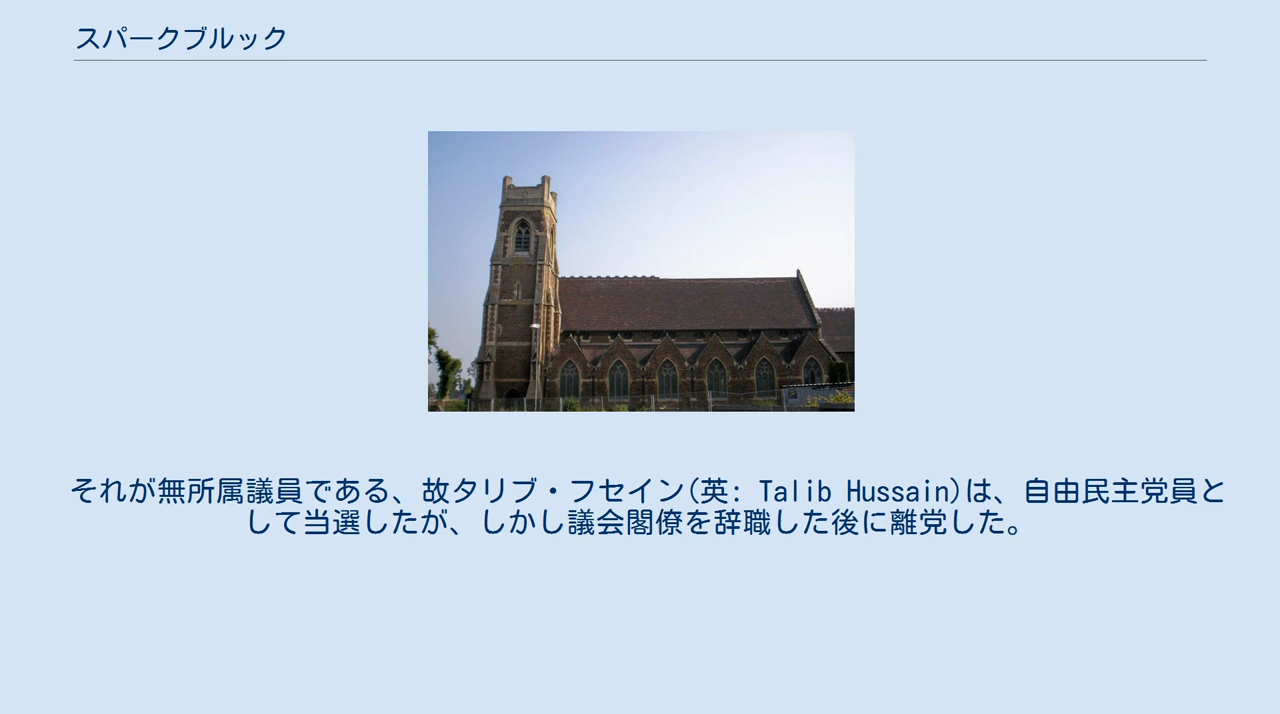 スパークブルック
それが無所属議員である、故タリブ・フセイン(英: Talib Hussain)は、自由民主党員と
して当選したが、しかし議会閣僚を辞職した後に離党した。